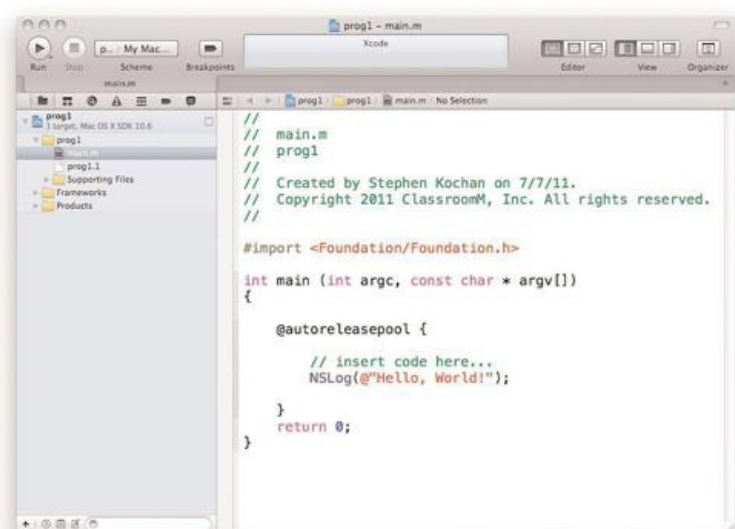 prog1 – main.m
Xcode
p... My Mac...
Run Stop Scheme Breakpoints Editor View Organizer
main.m
prog1 prog1 main.m No Selection
prog1
1 target, Mac OS X SDK 10.6
prog1
main.m
prog1.1
Supporting Files
Frameworks
Products
//
// main.m
// prog1
//
// Created by Stephen Kochan on 7/7/11.
// Copyright 2011 ClassroomM, Inc. All rights reserved.
//
#import <Foundation/Foundation.h>
int main (int argc, const char * argv[])
{
@autoreleasepool {
// insert code here...
NSLog(@"Hello, World!");
}
return 0;
}